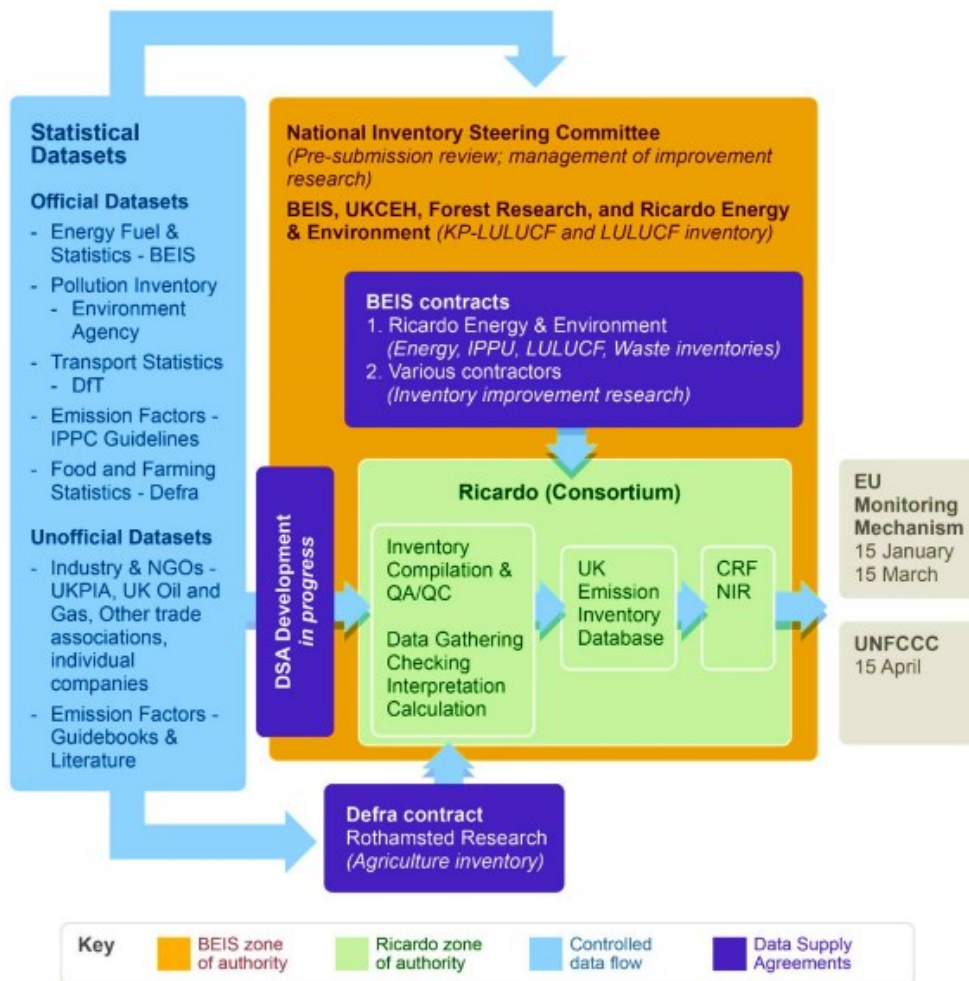 Statistical
Datasets
Official Datasets
- Energy Fuel &
Statistics - BEIS
- Pollution Inventory
- Environment
Agency
- Transport Statistics
- DfT
- Emission Factors -
IPPC Guidelines
- Food and Farming
Statistics - Defra
Unofficial Datasets
- Industry & NGOs -
UKPIA, UK Oil and
Gas, Other trade
associations,
individual
companies
- Emission Factors -
Guidebooks &
Literature
National Inventory Steering Committee
(Pre-submission review; management of improvement
research)
BEIS, UKCEH, Forest Research, and Ricardo Energy
& Environment (KP-LULUCF and LULUCF inventory)
BEIS contracts
1. Ricardo Energy & Environment
(Energy, IPPU, LULUCF, Waste inventories)
2. Various contractors
(Inventory improvement research)
DSA Development
in progress
Ricardo (Consortium)
Inventory
Compilation &
QA/QC
Data Gathering
Checking
Interpretation
Calculation
UK
Emission
Inventory
Database
CRF
NIR
EU
Monitoring
Mechanism
15 January
15 March
UNFCCC
15 April
Defra contract
Rothamsted Research
(Agriculture inventory)
Key
BEIS zone
of authority
Ricardo zone
of authority
Controlled
data flow
Data Supply
Agreements